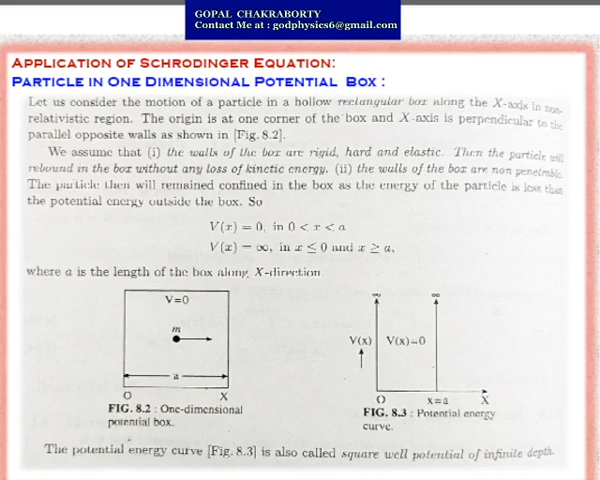 GOPAL CHAKRABORTY
Contact Me at : godphysics6@gmail.com
APPLICATION OF SCHRODINGER EQUATION:
PARTICLE IN ONE DIMENSIONAL POTENTIAL BOX :
Let us consider the motion of a particle in a hollow rectangular box along the X-axis in non-
relativistic region. The origin is at one corner of the box and X-axis is perpendicular to the
parallel opposite walls as shown in [Fig. 8.2].
We assume that (i) the walls of the box are rigid, hard and elastic. Then the particle will
rebound in the box without any loss of kinetic energy. (ii) the walls of the box are non penetrable.
The particle then will remained confined in the box as the energy of the particle is less than
the potential energy outside the box. So
V(x) = 0, in 0 < x < a
V(x) = ∞, in x ≤ 0 and x ≥ a,
where a is the length of the box along X-direction.
V=0
m
a
O X
FIG. 8.2 : One-dimensional
potential box.
∞ ∞
V(x) V(x)=0
O x=a X
FIG. 8.3 : Potential energy
curve.
The potential energy curve [Fig. 8.3] is also called square well potential of infinite depth.